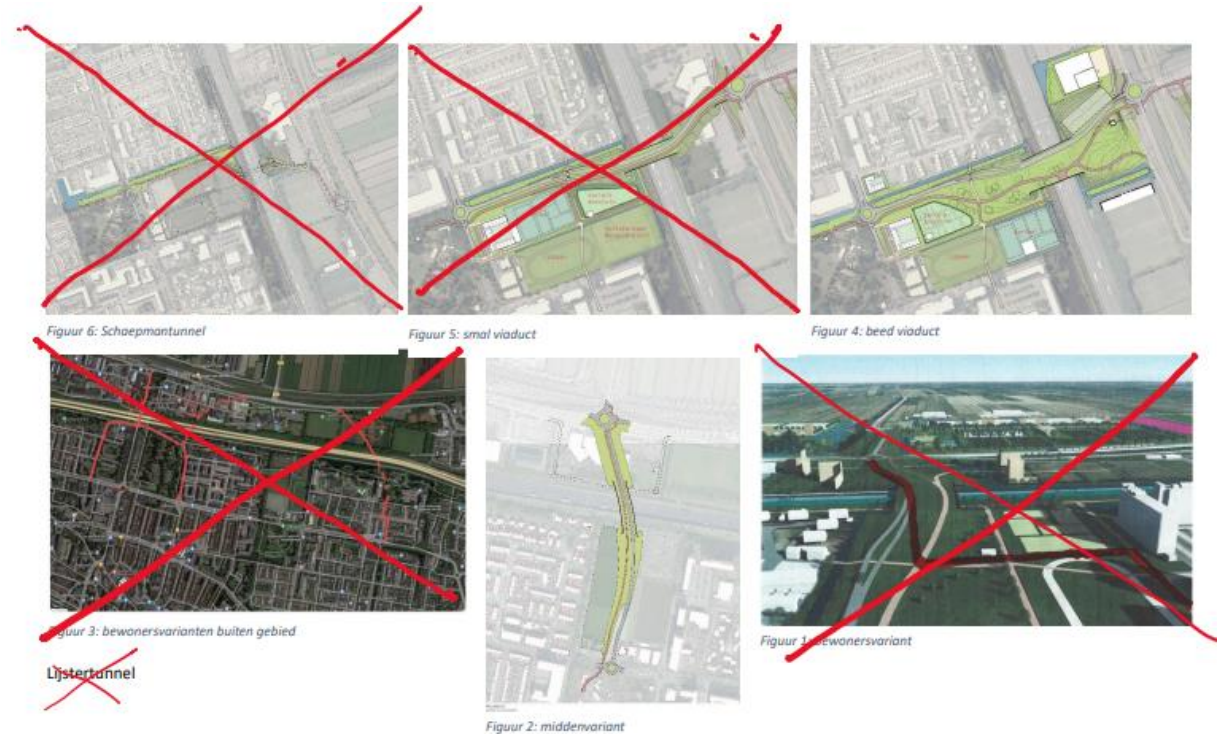 Figuur 6: Schaepmantunnel
Figuur 5: smal viaduct
Figuur 4: beed viaduct
Figuur 3: bewonersvarianten buiten gebied
Figuur 1: bewonersvariant
Lijstertunnel
Figuur 2: middenvariant